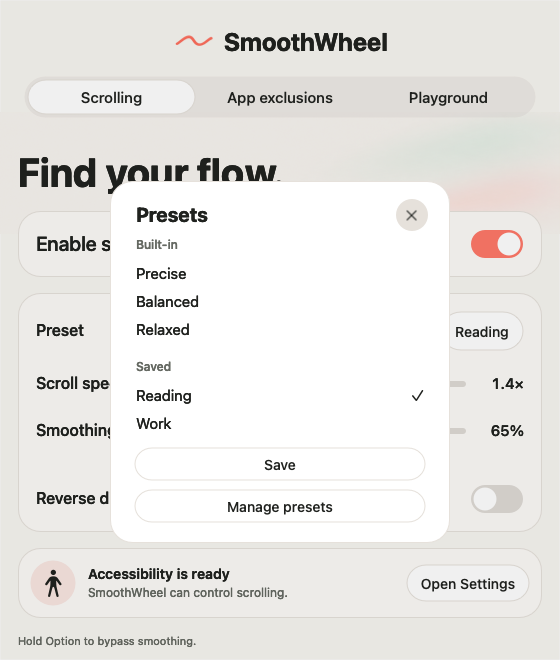 SmoothWheel
Scrolling
App exclusions
Playground
Find your flow.
Enable s
Presets
Built-in
Precise
Balanced
Relaxed
Saved
Reading
Work
Save
Manage presets
Preset
Reading
Scroll spe
1.4×
Smoothing
65%
Reverse d
Accessibility is ready
SmoothWheel can control scrolling.
Open Settings
Hold Option to bypass smoothing.